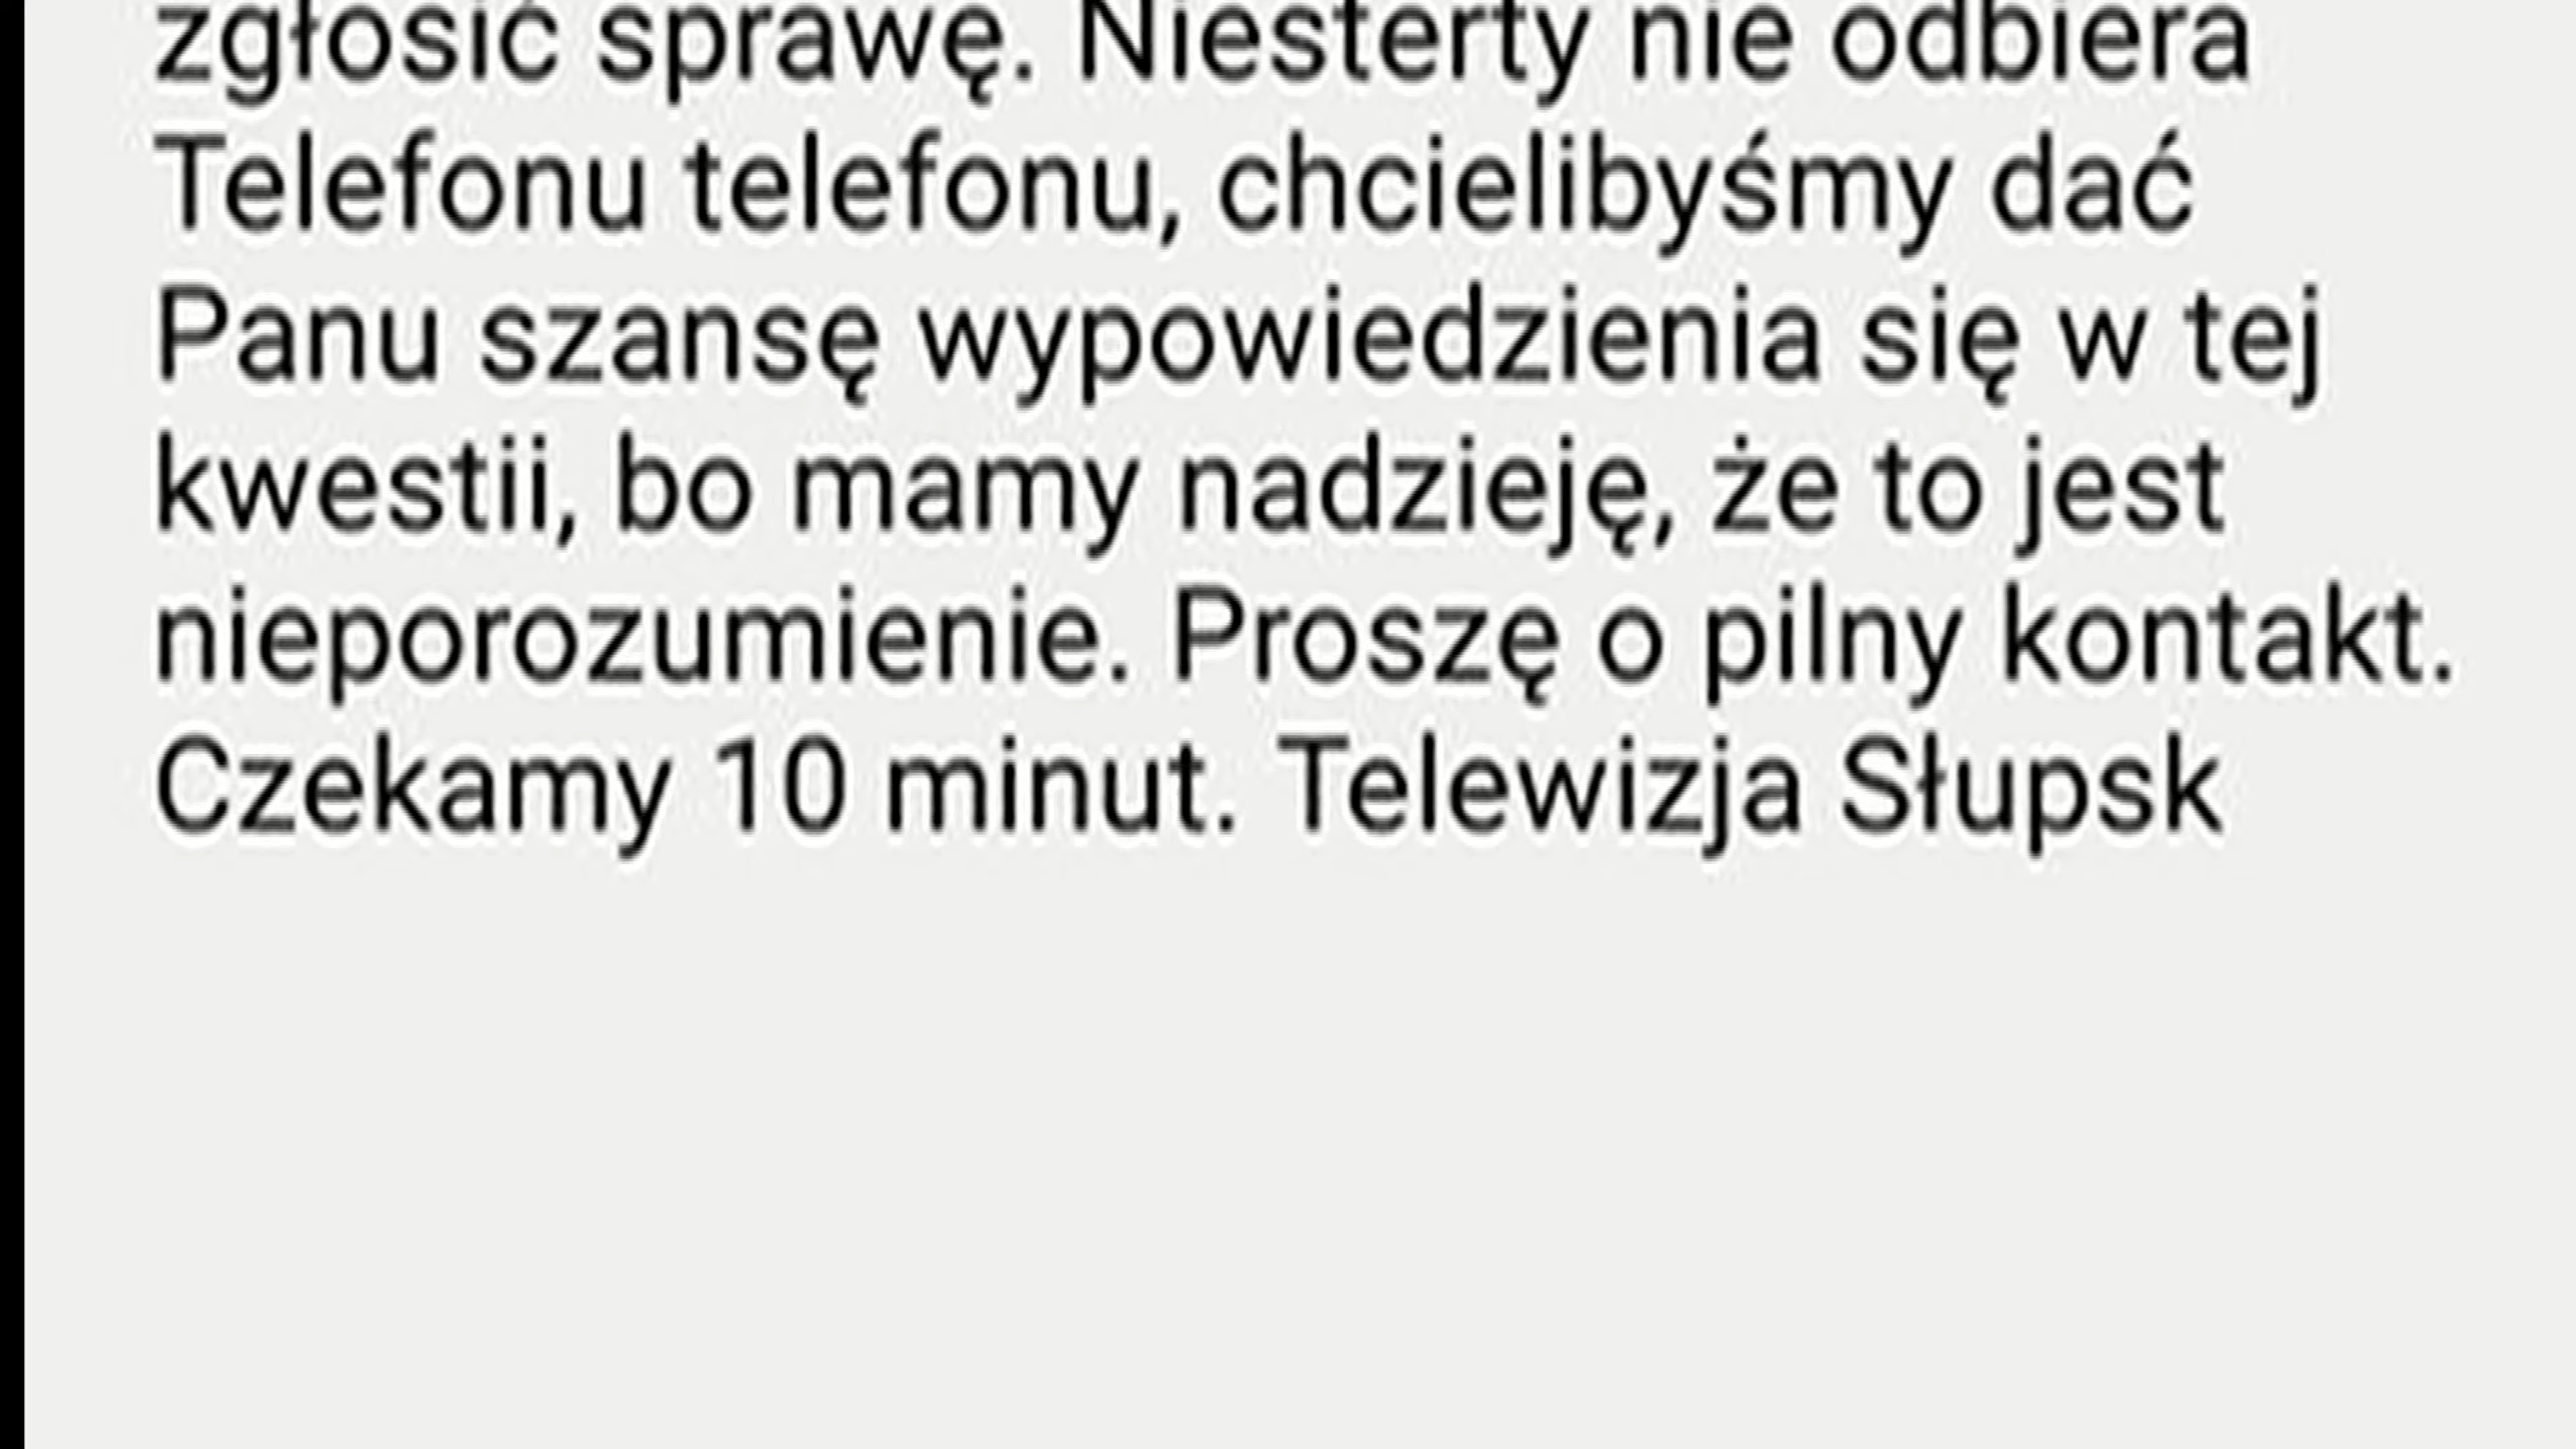 zgłosić sprawę. Niesterty nie odbiera
Telefonu telefonu, chcielibyśmy dać
Panu szansę wypowiedzienia się w tej
kwestii, bo mamy nadzieję, że to jest
nieporozumienie. Proszę o pilny kontakt.
Czekamy 10 minut. Telewizja Słupsk